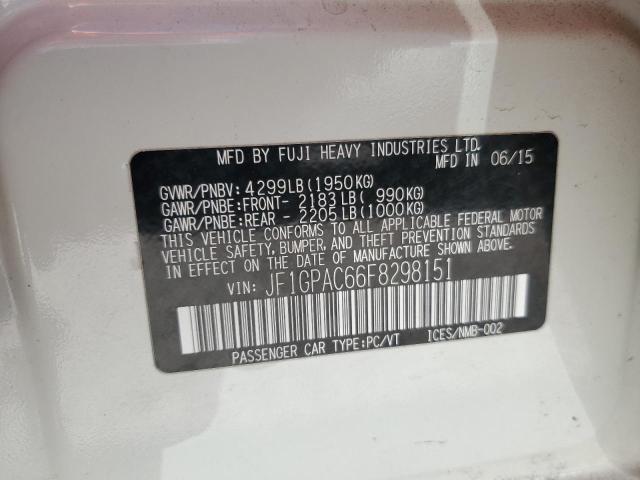 MFD BY FUJI HEAVY INDUSTRIES LTD.
MFD IN 06/15
GVWR/PNBV: 4299LB(1950KG)
GAWR/PNBE:FRONT- 2183LB( 990KG)
GAWR/PNBE:REAR - 2205LB(1000KG)
THIS VEHICLE CONFORMS TO ALL APPLICABLE FEDERAL MOTOR
VEHICLE SAFETY, BUMPER, AND THEFT PREVENTION STANDARDS
IN EFFECT ON THE DATE OF MANUFACTURE SHOWN ABOVE.
VIN: JF1GPAC66F8298151
PASSENGER CAR TYPE:PC/VT ICES/NMB-002